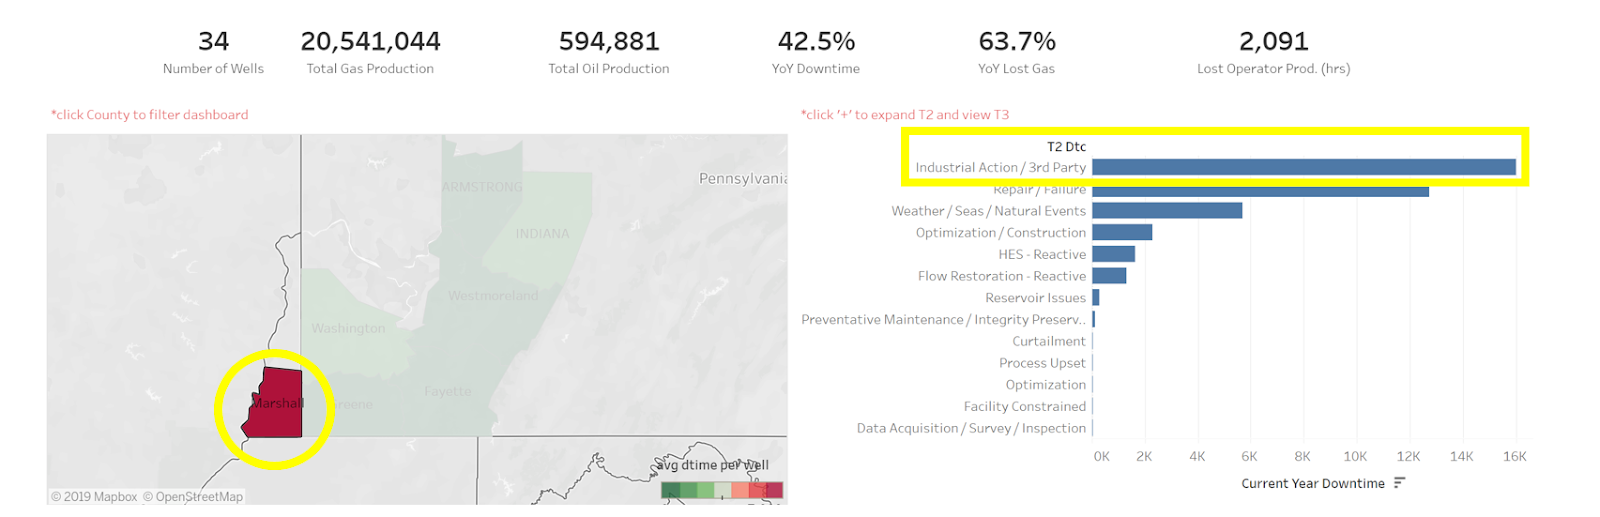 34
Number of Wells
20,541,044
Total Gas Production
594,881
Total Oil Production
42.5%
YoY Downtime
63.7%
YoY Lost Gas
2,091
Lost Operator Prod. (hrs)
*click County to filter dashboard
ARMSTRONG
Pennsylvania
INDIANA
Westmoreland
Washington
Fayette
Marshall
avg dtime per well
© 2019 Mapbox © OpenStreetMap
*click '+' to expand T2 and view T3
T2 Dtc
Industrial Action / 3rd Party
Repair / Failure
Weather / Seas / Natural Events
Optimization / Construction
HES - Reactive
Flow Restoration - Reactive
Reservoir Issues
Preventative Maintenance / Integrity Preserv..
Curtailment
Process Upset
Optimization
Facility Constrained
Data Acquisition / Survey / Inspection
0K 2K 4K 6K 8K 10K 12K 14K 16K
Current Year Downtime